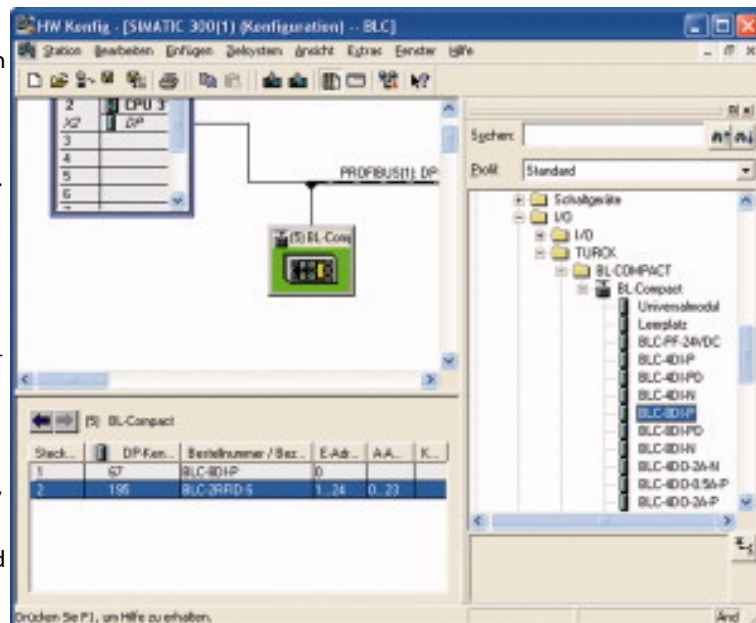 HW Konfig - [SIMATIC 300(1) (Konfiguration) -- BLC]
Station Bearbeiten Einfügen Zielsystem Ansicht Extras Fenster Hilfe
2 CPU 3
X2 DP
3
4
5
6
PROFIBUS(1): DP
(5) BL-Comp
Suchen:
Profil: Standard
Schaltgeräte
I/O
I/O
TURCK
BL-COMPACT
BL-Compact
Universalmodul
Leerplatz
BLC-PF-24VDC
BLC-4DI-P
BLC-4DI-PD
BLC-4DI-N
BLC-8DI-P
BLC-8DI-PD
BLC-8DI-N
BLC-4DO-2A-N
BLC-4DO-0.5A-P
BLC-4DO-2A-P
(5) BL-Compact
Steck... DP-Ken... Bestellnummer / Bez... E-Adr... A-A... K...
1 67 BLC-8DI-P 0
2 195 BLC-2RFID-S 1...24 0...23
Drücken Sie F1, um Hilfe zu erhalten.
Änd